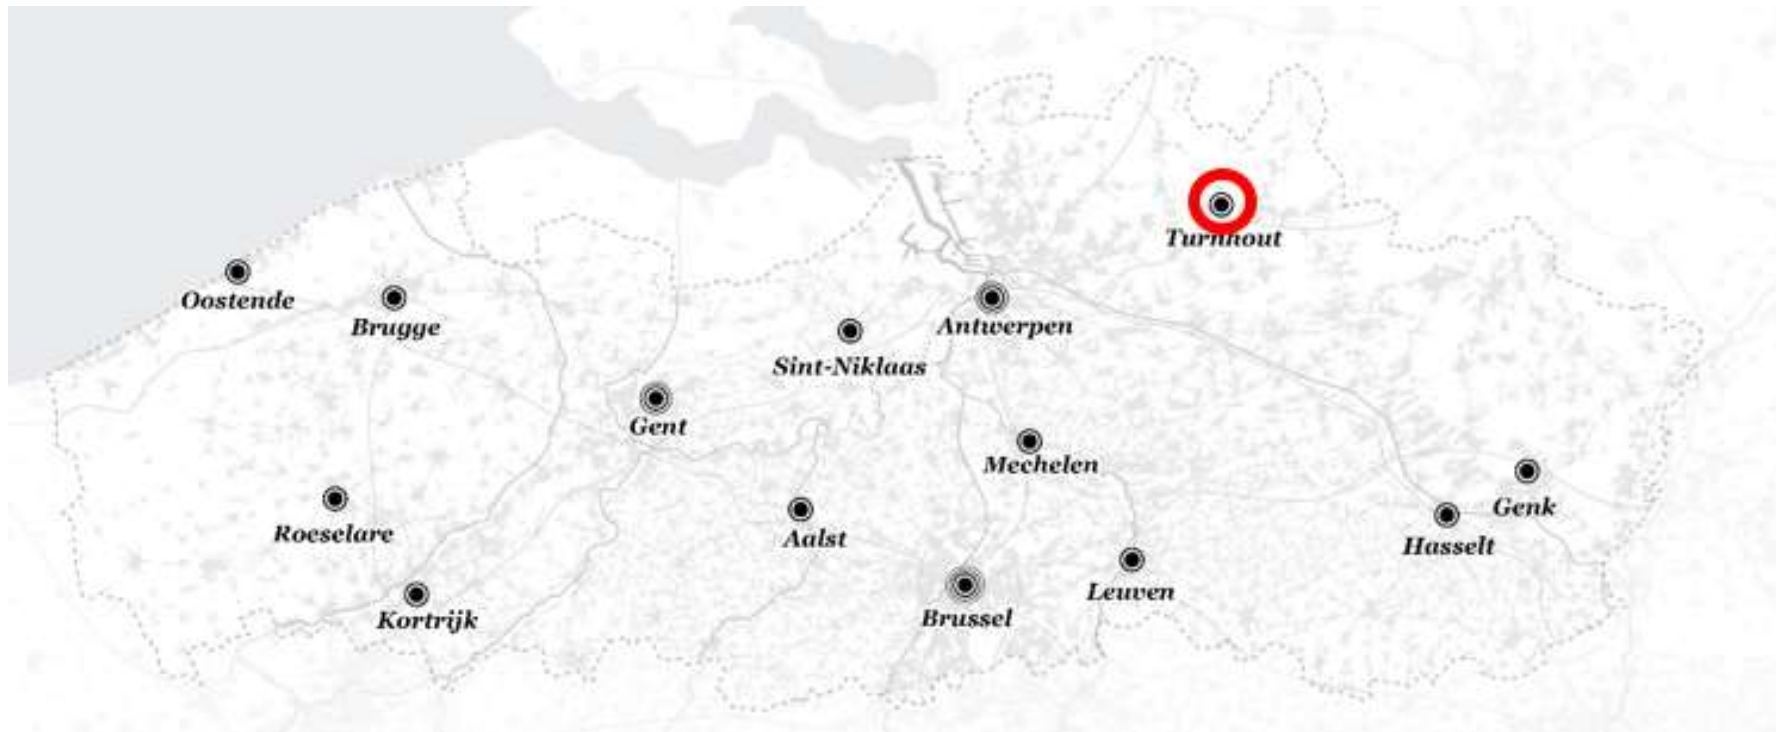 Turnhout
Oostende
Brugge
Antwerpen
Sint-Niklaas
Gent
Mechelen
Genk
Roeselare
Aalst
Hasselt
Leuven
Kortrijk
Brussel